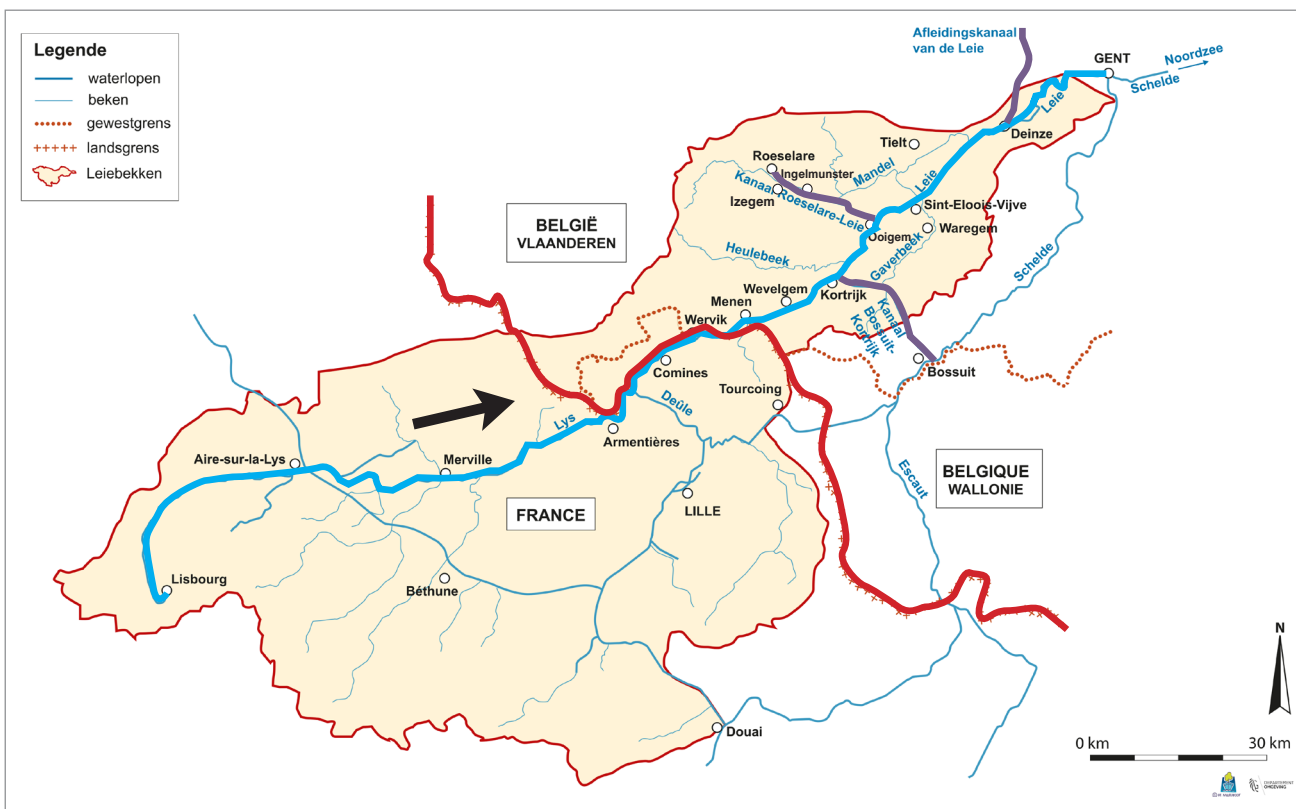 Legende
waterlopen
beken
gewestgrens
landsgrens
Leiebekken
Afleidingskanaal
van de Leie
GENT
Noordzee
Schelde
Leie
Deinze
Tielt
Roeselare
Ingelmunster
Mandel
Izegem
Kanaal Roeselare-Leie
Leie
Sint-Eloois-Vijve
Ooigem
Waregem
BELGIË
VLAANDEREN
Heulebeek
Gaverbeek
Schelde
Wevelgem
Kortrijk
Menen
Wervik
Kanaal
Bossuit-
Kortrijk
Bossuit
Comines
Tourcoing
Deûle
Lys
Armentières
Aire-sur-la-Lys
Merville
BELGIQUE
WALLONIE
Escaut
LILLE
FRANCE
Lisbourg
Béthune
Douai
N
0 km
30 km
DEPARTEMENT
OMGEVING